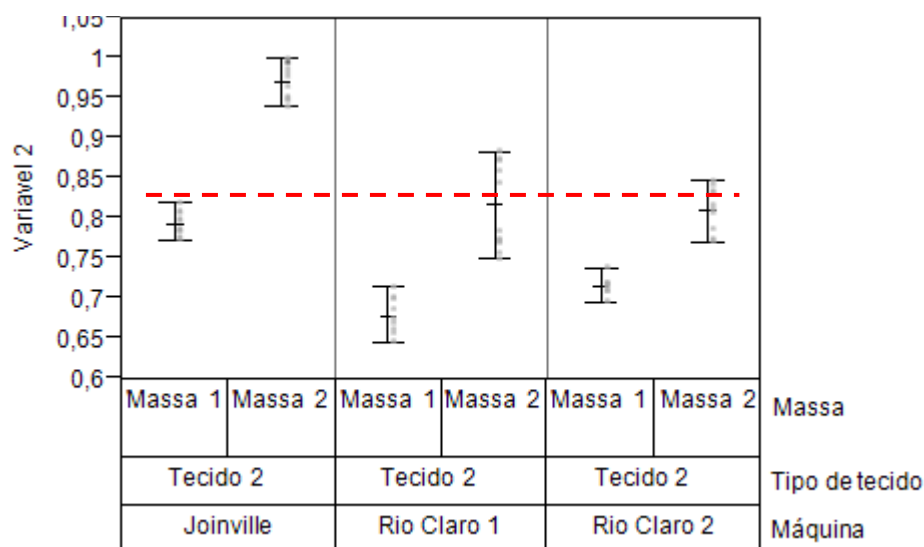 1,05
1
0,95
0,9
0,85
0,8
0,75
0,7
0,65
0,6
Variavel 2
Massa 1 Massa 2 Massa 1 Massa 2 Massa 1 Massa 2 Massa
Tecido 2 Tecido 2 Tecido 2 Tipo de tecido
Joinville Rio Claro 1 Rio Claro 2 Máquina